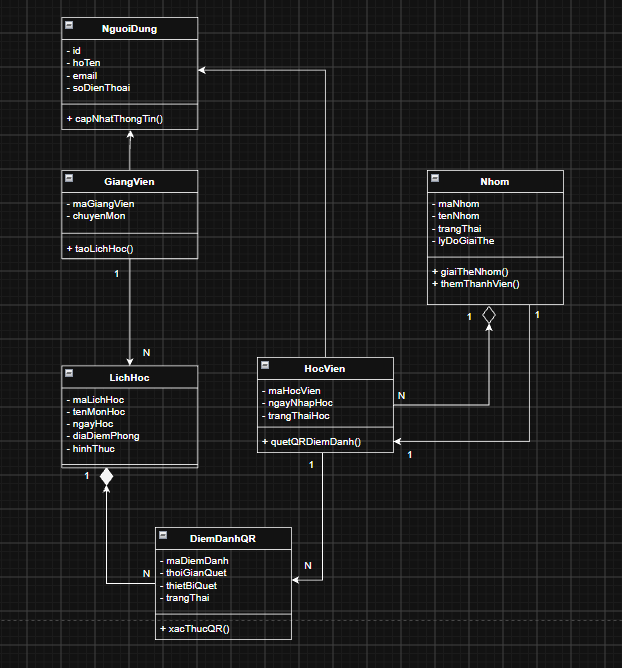 NguoiDung
- id
- hoTen
- email
- soDienThoai
+ capNhatThongTin()
GiangVien
- maGiangVien
- chuyenMon
+ taoLichHoc()
1
N
Nhom
- maNhom
- tenNhom
- trangThai
- lyDoGiaiThe
+ giaiTheNhom()
+ themThanhVien()
1
1
LichHoc
- maLichHoc
- tenMonHoc
- ngayHoc
- diaDiemPhong
- hinhThuc
1
HocVien
- maHocVien
- ngayNhapHoc
- trangThaiHoc
+ quetQRDiemDanh()
N
1
1
N
N
DiemDanhQR
- maDiemDanh
- thoiGianQuet
- thietBiQuet
- trangThai
+ xacThucQR()